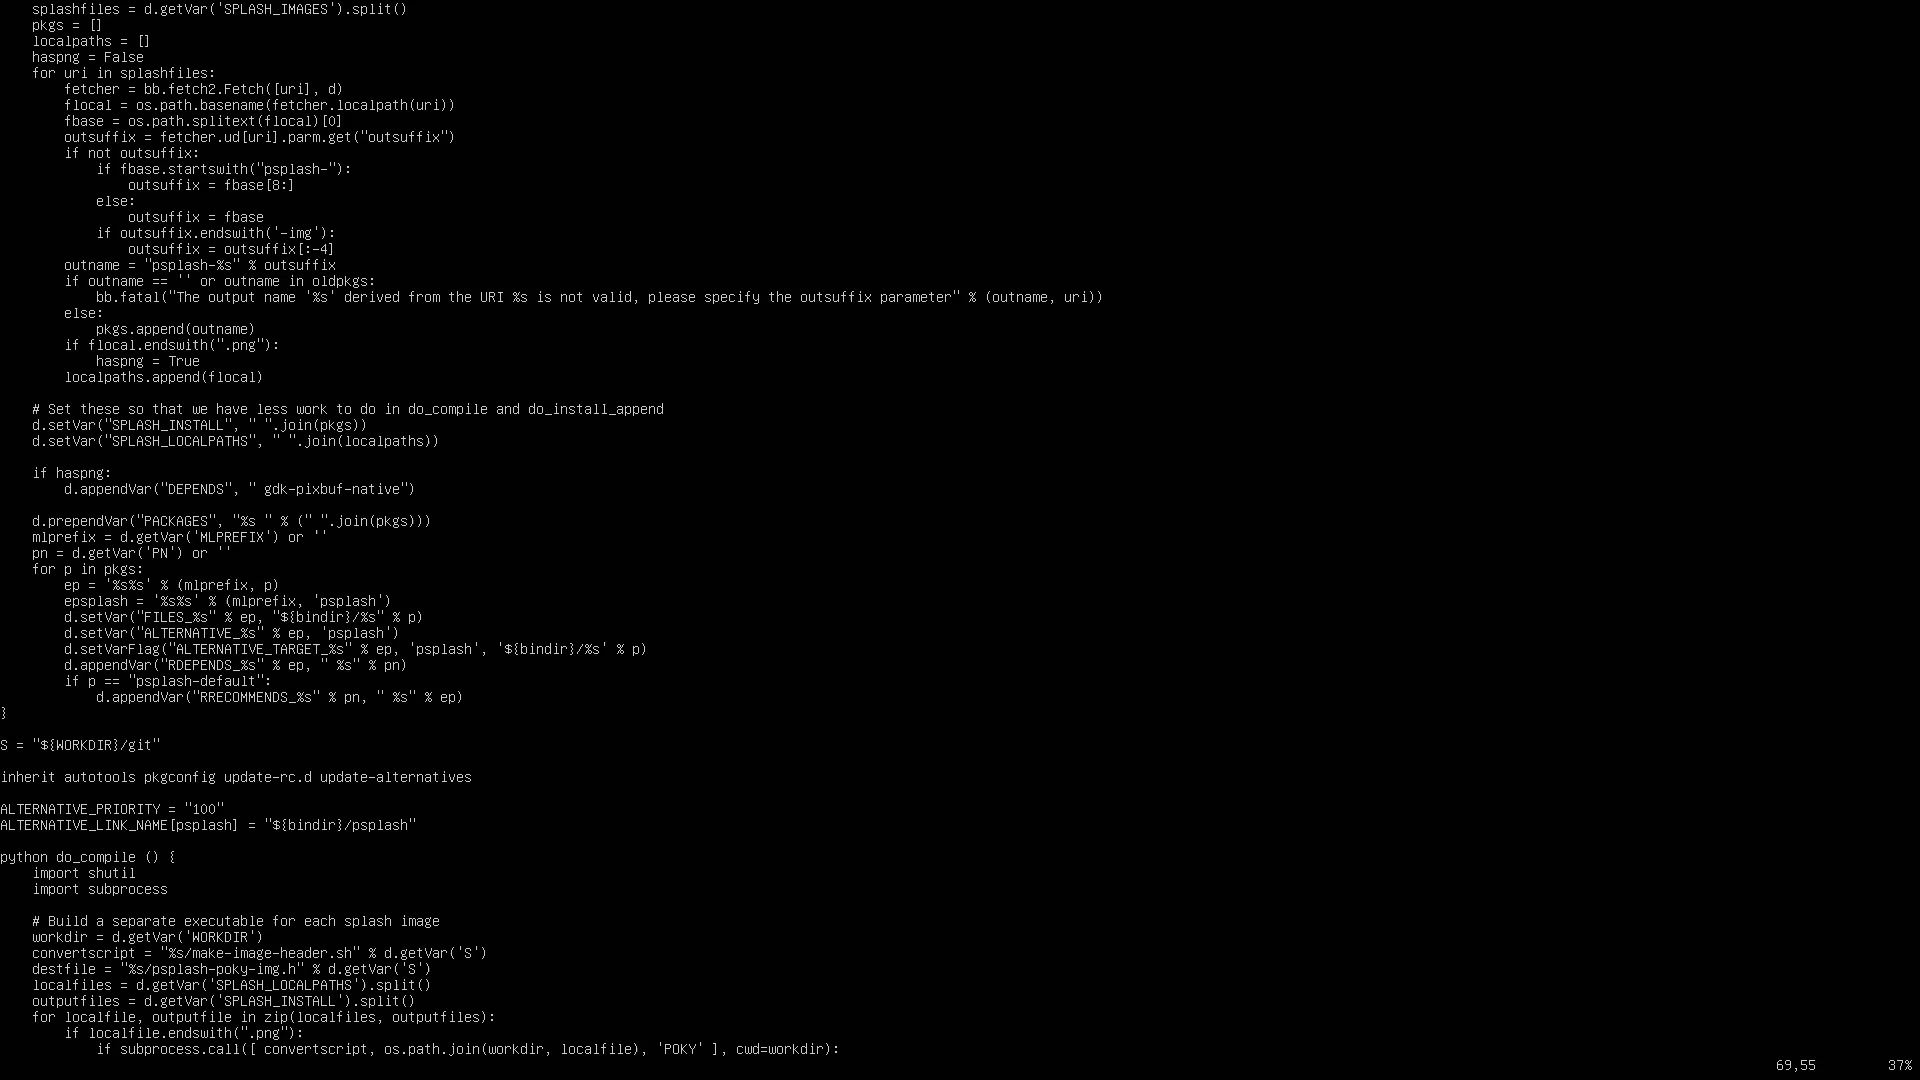 splashfiles = d.getVar('SPLASH_IMAGES').split()
    pkgs = []
    localpaths = []
    haspng = False
    for uri in splashfiles:
        fetcher = bb.fetch2.Fetch([uri], d)
        flocal = os.path.basename(fetcher.localpath(uri))
        fbase = os.path.splitext(flocal)[0]
        outsuffix = fetcher.ud[uri].parm.get("outsuffix")
        if not outsuffix:
            if fbase.startswith("psplash-"):
                outsuffix = fbase[8:]
            else:
                outsuffix = fbase
            if outsuffix.endswith('-img'):
                outsuffix = outsuffix[:-4]
        outname = "psplash-%s" % outsuffix
        if outname == '' or outname in oldpkgs:
            bb.fatal("The output name '%s' derived from the URI %s is not valid, please specify the outsuffix parameter" % (outname, uri))
        else:
            pkgs.append(outname)
        if flocal.endswith(".png"):
            haspng = True
        localpaths.append(flocal)

    # Set these so that we have less work to do in do_compile and do_install_append
    d.setVar("SPLASH_INSTALL", " ".join(pkgs))
    d.setVar("SPLASH_LOCALPATHS", " ".join(localpaths))

    if haspng:
        d.appendVar("DEPENDS", " gdk-pixbuf-native")

    d.prependVar("PACKAGES", "%s " % (" ".join(pkgs)))
    mlprefix = d.getVar('MLPREFIX') or ''
    pn = d.getVar('PN') or ''
    for p in pkgs:
        ep = '%s%s' % (mlprefix, p)
        epsplash = '%s%s' % (mlprefix, 'psplash')
        d.setVar("FILES_%s" % ep, "${bindir}/%s" % p)
        d.setVar("ALTERNATIVE_%s" % ep, 'psplash')
        d.setVarFlag("ALTERNATIVE_TARGET_%s" % ep, 'psplash', '${bindir}/%s' % p)
        d.appendVar("RDEPENDS_%s" % ep, " %s" % pn)
        if p == "psplash-default":
            d.appendVar("RRECOMMENDS_%s" % pn, " %s" % ep)
}

S = "${WORKDIR}/git"

inherit autotools pkgconfig update-rc.d update-alternatives

ALTERNATIVE_PRIORITY = "100"
ALTERNATIVE_LINK_NAME[psplash] = "${bindir}/psplash"

python do_compile () {
    import shutil
    import subprocess

    # Build a separate executable for each splash image
    workdir = d.getVar('WORKDIR')
    convertscript = "%s/make-image-header.sh" % d.getVar('S')
    destfile = "%s/psplash-poky-img.h" % d.getVar('S')
    localfiles = d.getVar('SPLASH_LOCALPATHS').split()
    outputfiles = d.getVar('SPLASH_INSTALL').split()
    for localfile, outputfile in zip(localfiles, outputfiles):
        if localfile.endswith(".png"):
            if subprocess.call([ convertscript, os.path.join(workdir, localfile), 'POKY' ], cwd=workdir):
69,55 37%